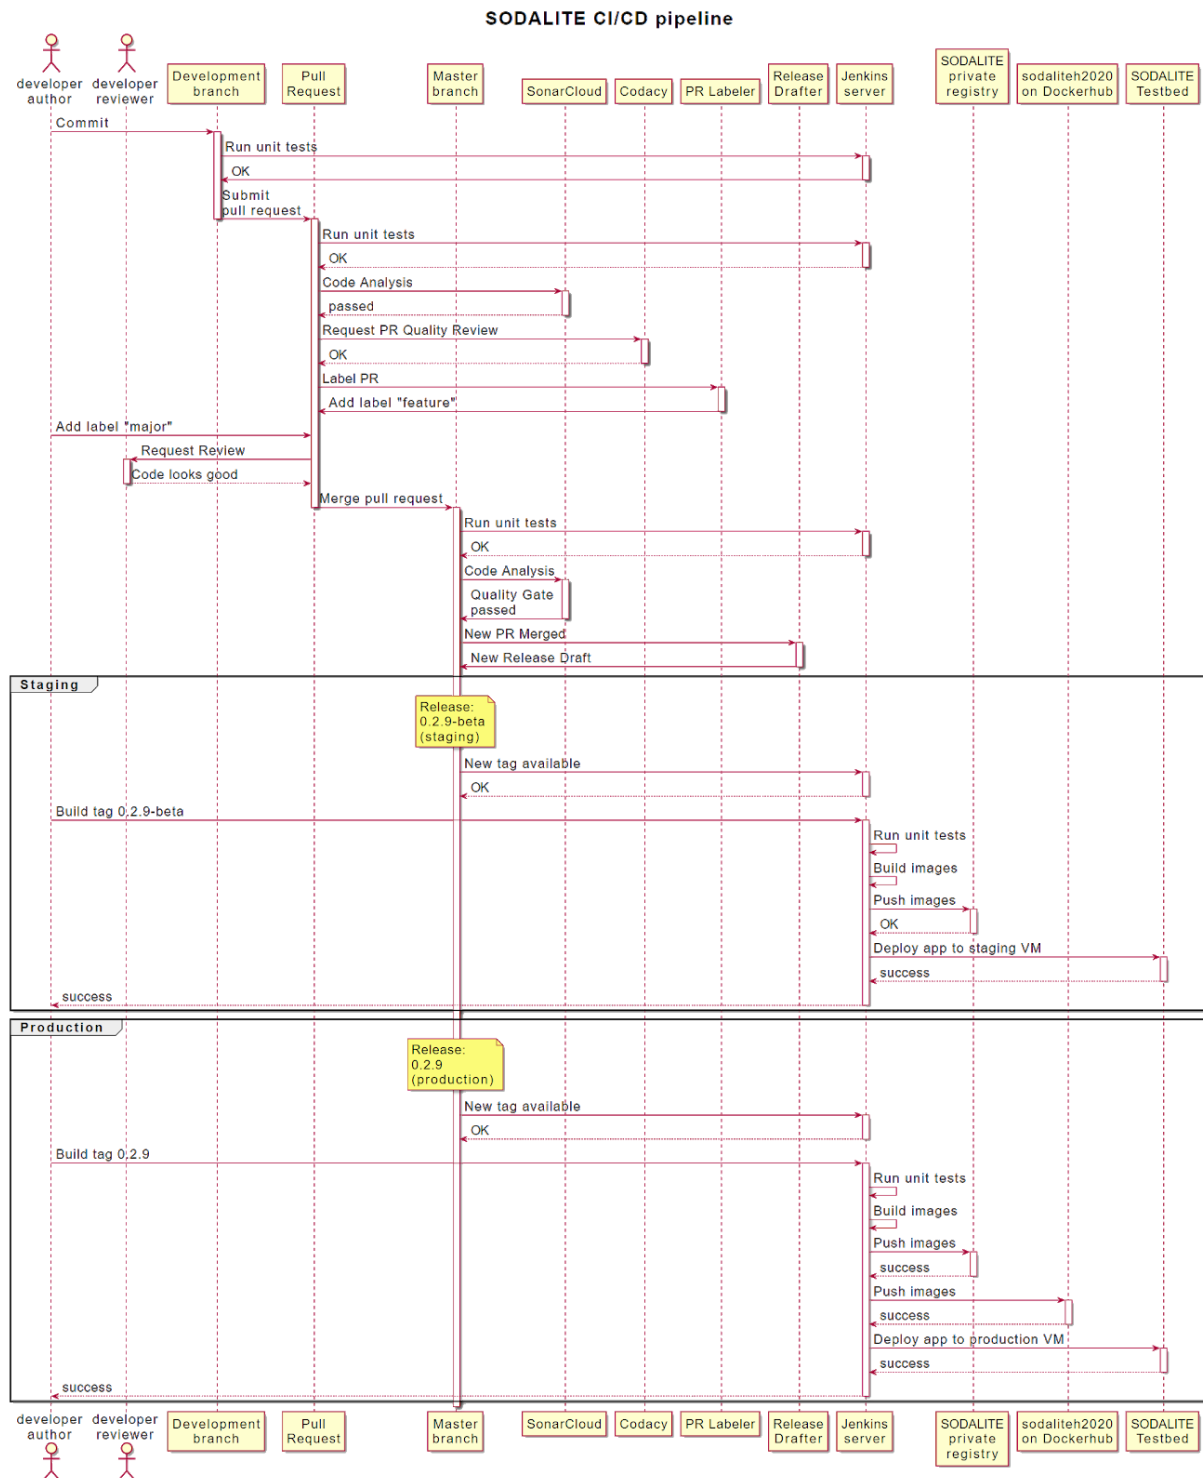 SODALITE CI/CD pipeline
developer
author
developer
reviewer
Development
branch
Pull
Request
Master
branch
SonarCloud
Codacy
PR Labeler
Release
Drafter
Jenkins
server
SODALITE
private
registry
sodaliteh2020
on Dockerhub
SODALITE
Testbed
Commit
Run unit tests
OK
Submit
pull request
Run unit tests
OK
Code Analysis
passed
Request PR Quality Review
OK
Label PR
Add label "feature"
Add label "major"
Request Review
Code looks good
Merge pull request
Run unit tests
OK
Code Analysis
Quality Gate
passed
New PR Merged
New Release Draft
Staging
Release:
0.2.9-beta
(staging)
New tag available
OK
Build tag 0.2.9-beta
Run unit tests
Build images
Push images
OK
Deploy app to staging VM
success
success
Production
Release:
0.2.9
(production)
New tag available
OK
Build tag 0.2.9
Run unit tests
Build images
Push images
success
Push images
success
Deploy app to production VM
success
success
developer
author
developer
reviewer
Development
branch
Pull
Request
Master
branch
SonarCloud
Codacy
PR Labeler
Release
Drafter
Jenkins
server
SODALITE
private
registry
sodaliteh2020
on Dockerhub
SODALITE
Testbed